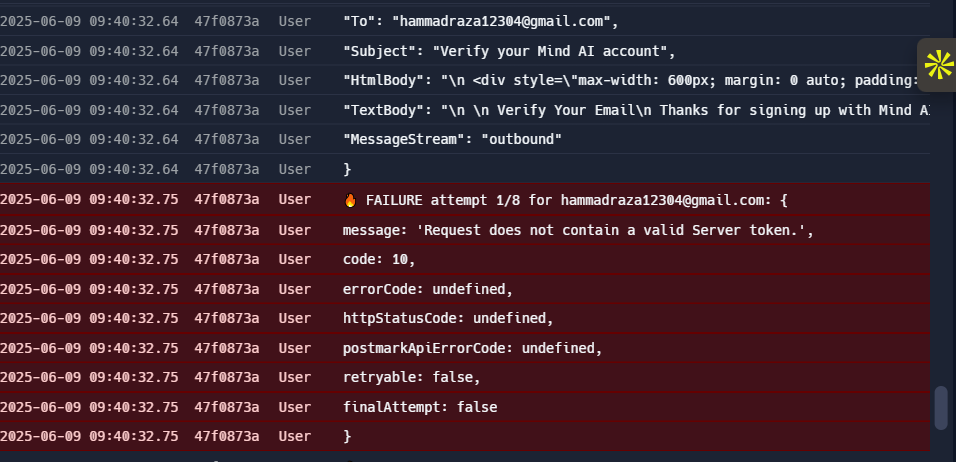 2025-06-09 09:40:32.64 47f0873a User "To": "hammadraza12304@gmail.com",
2025-06-09 09:40:32.64 47f0873a User "Subject": "Verify your Mind AI account",
2025-06-09 09:40:32.64 47f0873a User "HtmlBody": "\n <div style=\"max-width: 600px; margin: 0 auto; padding:
2025-06-09 09:40:32.64 47f0873a User "TextBody": "\n \n Verify Your Email\n Thanks for signing up with Mind AI
2025-06-09 09:40:32.64 47f0873a User "MessageStream": "outbound"
2025-06-09 09:40:32.64 47f0873a User }
2025-06-09 09:40:32.75 47f0873a User 🔥 FAILURE attempt 1/8 for hammadraza12304@gmail.com: {
2025-06-09 09:40:32.75 47f0873a User message: 'Request does not contain a valid Server token.',
2025-06-09 09:40:32.75 47f0873a User code: 10,
2025-06-09 09:40:32.75 47f0873a User errorCode: undefined,
2025-06-09 09:40:32.75 47f0873a User httpStatusCode: undefined,
2025-06-09 09:40:32.75 47f0873a User postmarkApiErrorCode: undefined,
2025-06-09 09:40:32.75 47f0873a User retryable: false,
2025-06-09 09:40:32.75 47f0873a User finalAttempt: false
2025-06-09 09:40:32.75 47f0873a User }